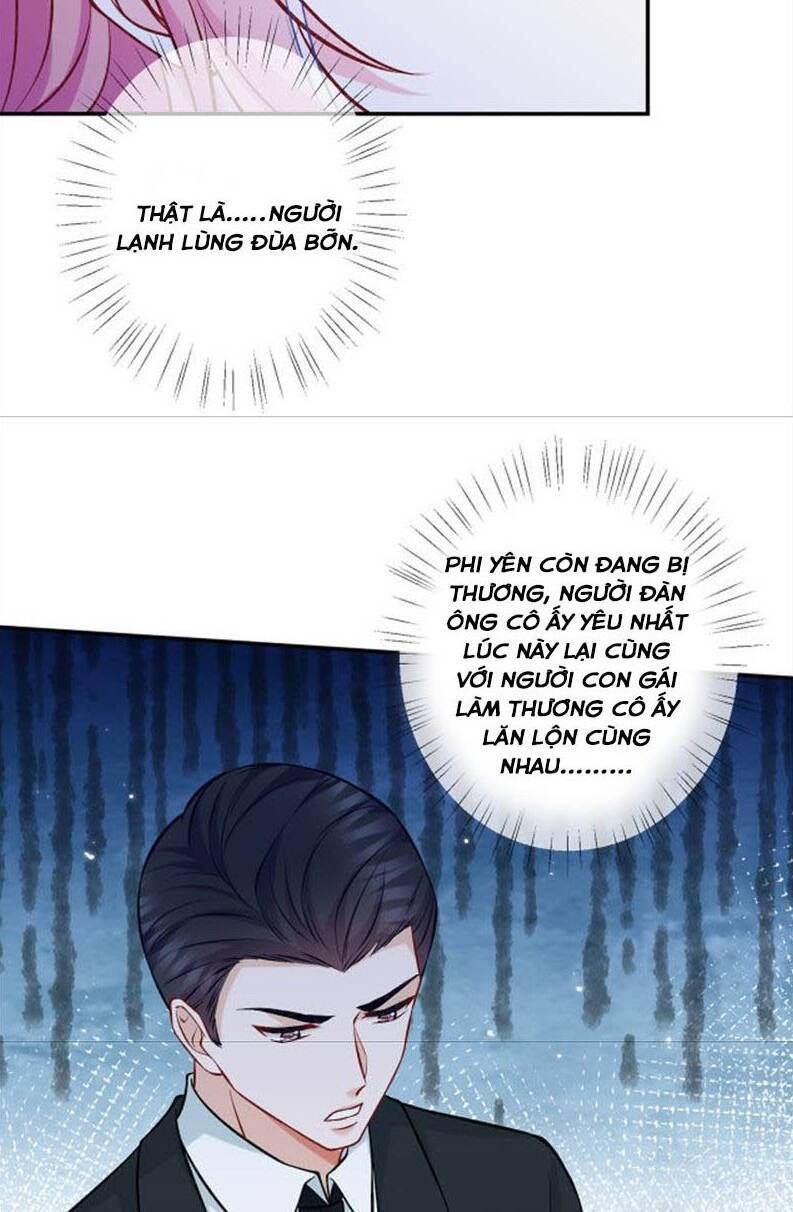 THẬT LÀ.....NGƯỜI
LẠNH LÙNG ĐÙA BỠN.
PHI YÊN CÒN ĐANG BỊ
THƯƠNG, NGƯỜI ĐÀN
ÔNG CÔ ẤY YÊU NHẤT
LÚC NÀY LẠI CÙNG
VỚI NGƯỜI CON GÁI
LÀM THƯƠNG CÔ ẤY
LĂN LỘN CÙNG
NHAU.........